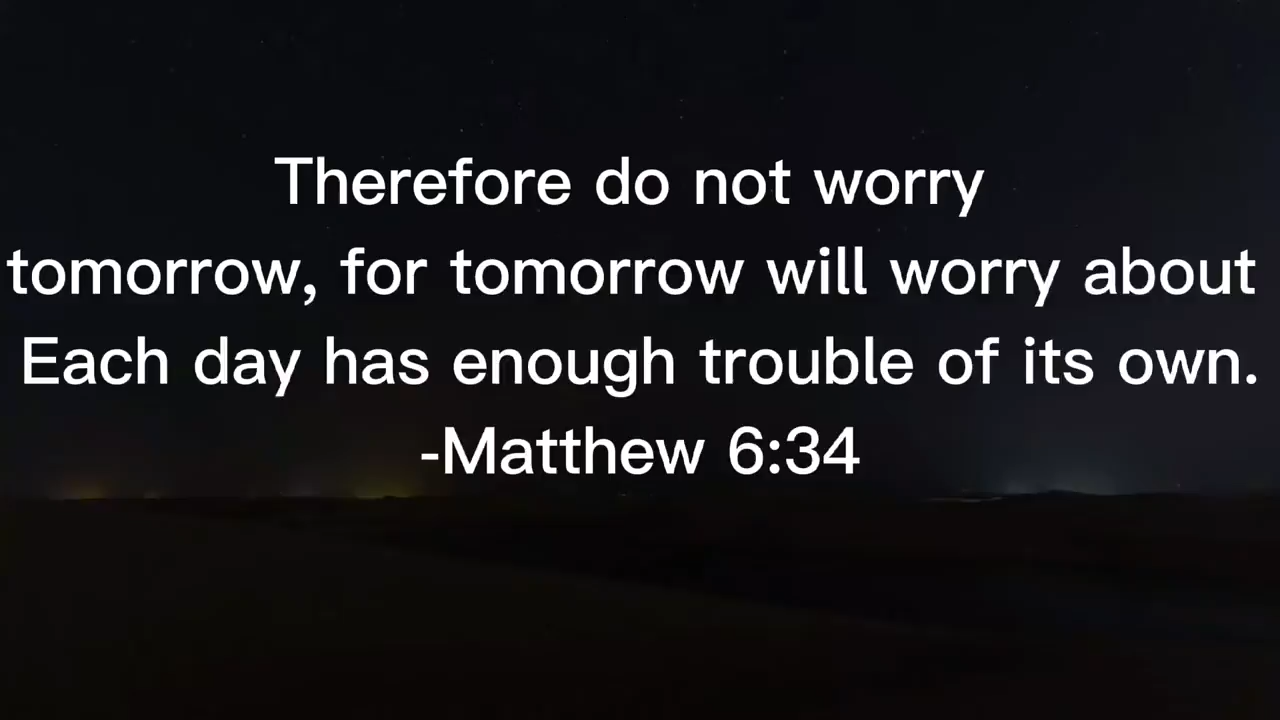 Therefore do not worry
tomorrow, for tomorrow will worry about
Each day has enough trouble of its own.
-Matthew 6:34